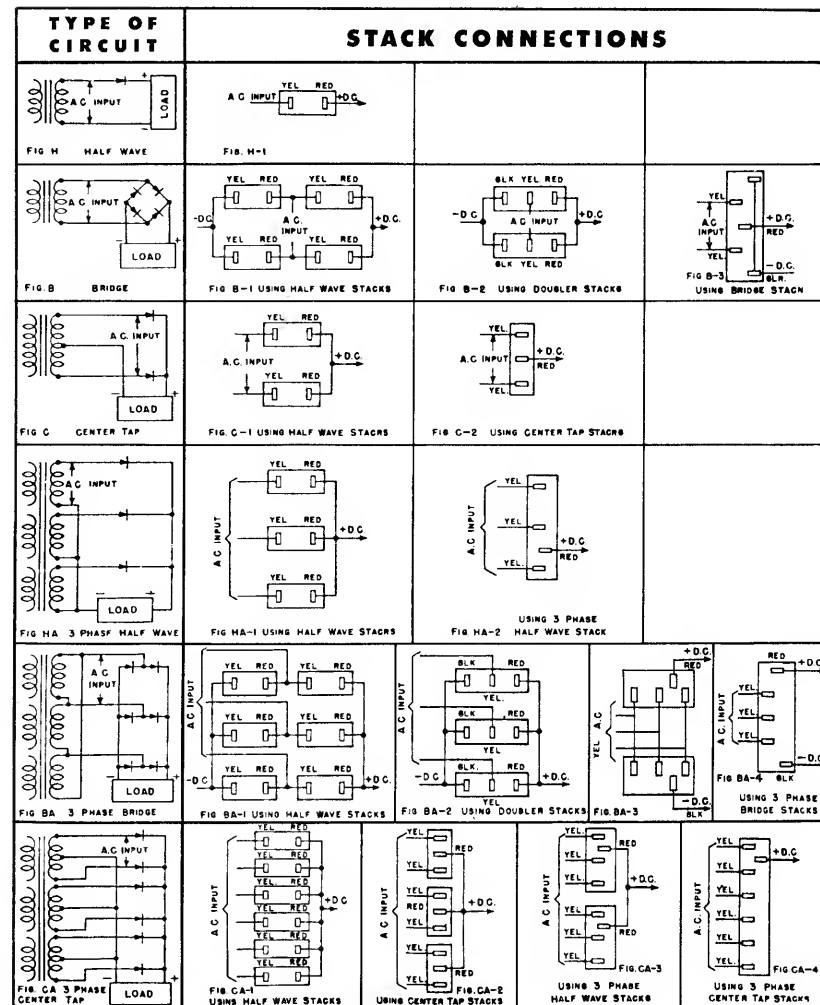 TYPE OF
CIRCUIT
STACK CONNECTIONS
A.C. INPUT
+
LOAD
−
FIG H HALF WAVE
YEL RED
A.C. INPUT +D.C.
FIG. H-1
A.C. INPUT
− +
LOAD
FIG. B BRIDGE
YEL RED YEL RED
−D.C. A.C. INPUT +D.C.
YEL RED YEL RED
FIG B-1 USING HALF WAVE STACKS
BLK YEL RED
−D.C. +D.C.
A.C. INPUT
BLK YEL RED
FIG B-2 USING DOUBLER STACKS
YEL
A.C. INPUT
+D.C.
RED
YEL.
−D.C.
FIG B-3 BLK.
USING BRIDGE STACK
A.C. INPUT
− +
LOAD
FIG C CENTER TAP
YEL RED
A.C. INPUT +D.C.
YEL RED
FIG. C-1 USING HALF WAVE STACKS
YEL.
A.C. INPUT +D.C.
RED
YEL.
FIG C-2 USING CENTER TAP STACKS
A.C. INPUT
− +
LOAD
FIG HA 3 PHASE HALF WAVE
YEL RED
A.C. INPUT
YEL RED +D.C.
YEL RED
FIG HA-1 USING HALF WAVE STACKS
YEL
A.C. INPUT
YEL
+D.C.
RED
YEL.
USING 3 PHASE
FIG. HA-2 HALF WAVE STACK
A.C. INPUT
− +
LOAD
FIG BA 3 PHASE BRIDGE
A.C. INPUT
YEL RED YEL RED
YEL RED YEL RED
−D.C. YEL RED YEL RED +D.C.
FIG BA-1 USING HALF WAVE STACKS
A.C. INPUT
BLK RED
YEL.
BLK RED
YEL
−D.C. BLK. RED +D.C.
YEL
FIG BA-2 USING DOUBLER STACKS
+D.C.
RED
YEL A.C.
−D.C.
BLK
FIG. BA-3
RED
+D.C.
YEL
A.C. INPUT
YEL
YEL
−D.C.
FIG BA-4 BLK
USING 3 PHASE
BRIDGE STACKS
A.C. INPUT
− +
LOAD
FIG. CA 3 PHASE
CENTER TAP
A.C. INPUT
YEL. RED
YEL RED
YEL. RED
YEL RED
YEL RED
YEL RED
+D.C.
FIG. CA-1
USING HALF WAVE STACKS
A.C. INPUT
YEL
YEL
RED
YEL
RED
YEL
+D.C.
YEL
YEL
RED
FIG. CA-2
USING CENTER TAP STACKS
A.C. INPUT
YEL
YEL
YEL
RED
+D.C.
YEL
YEL
YEL
RED
FIG. CA-3
USING 3 PHASE
HALF WAVE STACKS
A.C. INPUT
YEL
+D.C.
YEL
RED
YEL
YEL
YEL
YEL
FIG. CA-4
USING 3 PHASE
CENTER TAP STACKS